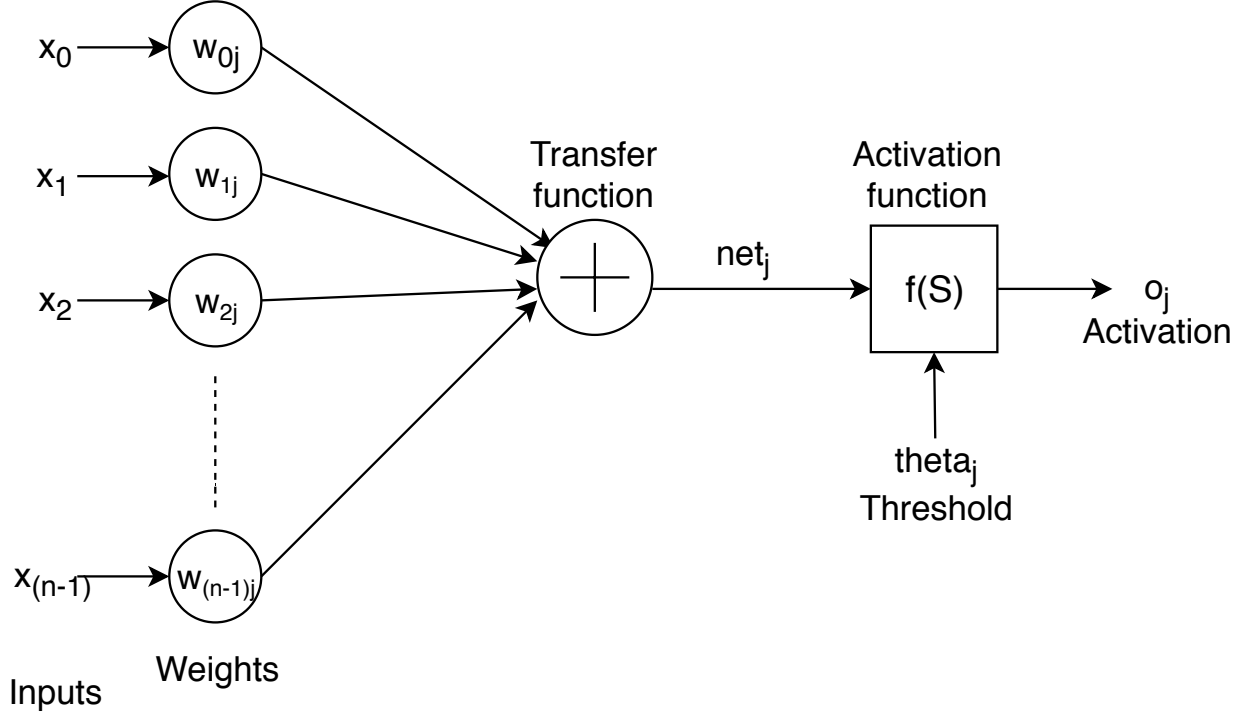 x0
w0j
x1
w1j
x2
w2j
x(n-1)
w(n-1)j
Inputs
Weights
Transfer
function
netj
Activation
function
f(S)
oj
Activation
thetaj
Threshold